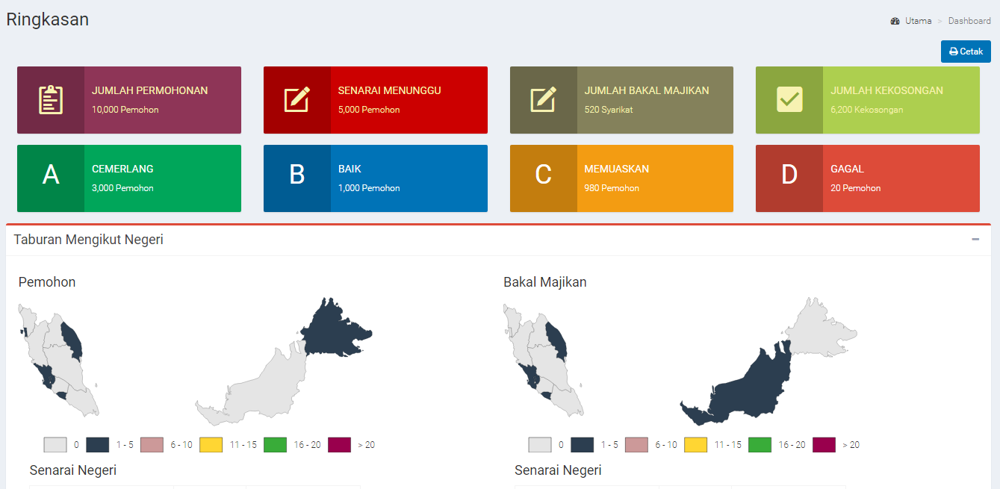 Ringkasan
Utama > Dashboard
Cetak
JUMLAH PERMOHONAN
10,000 Pemohon
SENARAI MENUNGGU
5,000 Pemohon
JUMLAH BAKAL MAJIKAN
520 Syarikat
JUMLAH KEKOSONGAN
6,200 Kekosongan
A
CEMERLANG
3,000 Pemohon
B
BAIK
1,000 Pemohon
C
MEMUASKAN
980 Pemohon
D
GAGAL
20 Pemohon
Taburan Mengikut Negeri
Pemohon
Bakal Majikan
0 1 - 5 6 - 10 11 - 15 16 - 20 > 20
0 1 - 5 6 - 10 11 - 15 16 - 20 > 20
Senarai Negeri
Senarai Negeri